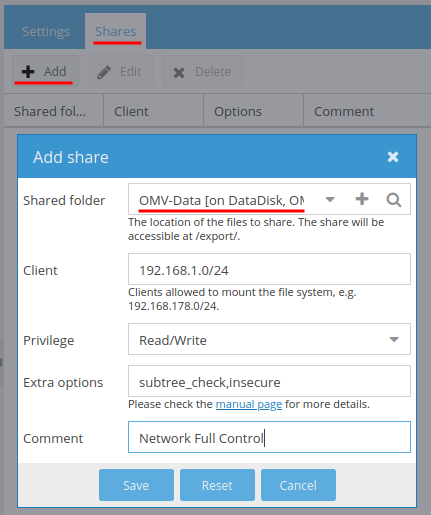 Settings Shares
Add Edit Delete
Shared fol... Client Options Comment
Add share
Shared folder OMV-Data [on DataDisk, OM
The location of the files to share. The share will be
accessible at /export/.
Client 192.168.1.0/24
Clients allowed to mount the file system, e.g.
192.168.178.0/24.
Privilege Read/Write
Extra options subtree_check,insecure
Please check the manual page for more details.
Comment Network Full Control
Save Reset Cancel